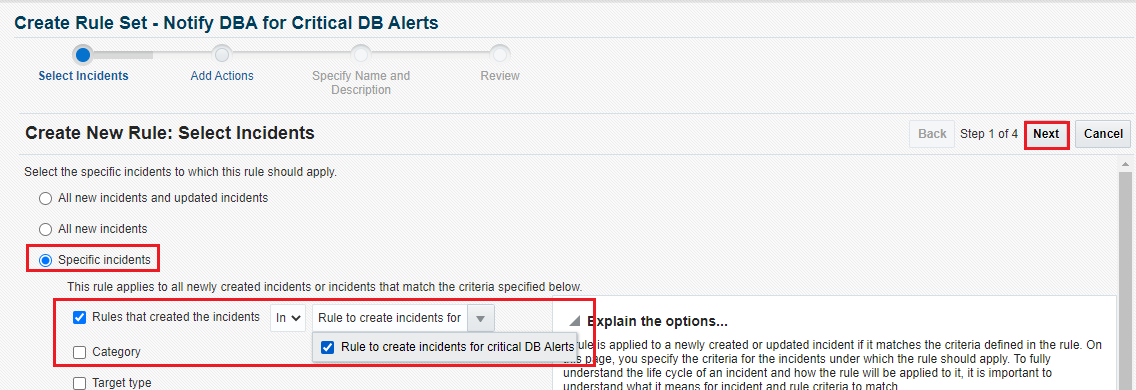 Create Rule Set - Notify DBA for Critical DB Alerts
Select Incidents
Add Actions
Specify Name and
Description
Review
Create New Rule: Select Incidents
Back
Step 1 of 4
Next
Cancel
Select the specific incidents to which this rule should apply.
All new incidents and updated incidents
All new incidents
Specific incidents
This rule applies to all newly created incidents or incidents that match the criteria specified below.
Rules that created the incidents
In
Rule to create incidents for
Rule to create incidents for critical DB Alerts
Category
Target type
Explain the options...
rule is applied to a newly created or updated incident if it matches the criteria defined in the rule. On
this page, you specify the criteria for the incidents under which the rule should apply. To fully
understand the life cycle of an incident and how the rule will be applied to it, it is important to
understand what it means for incident and rule criteria to match.